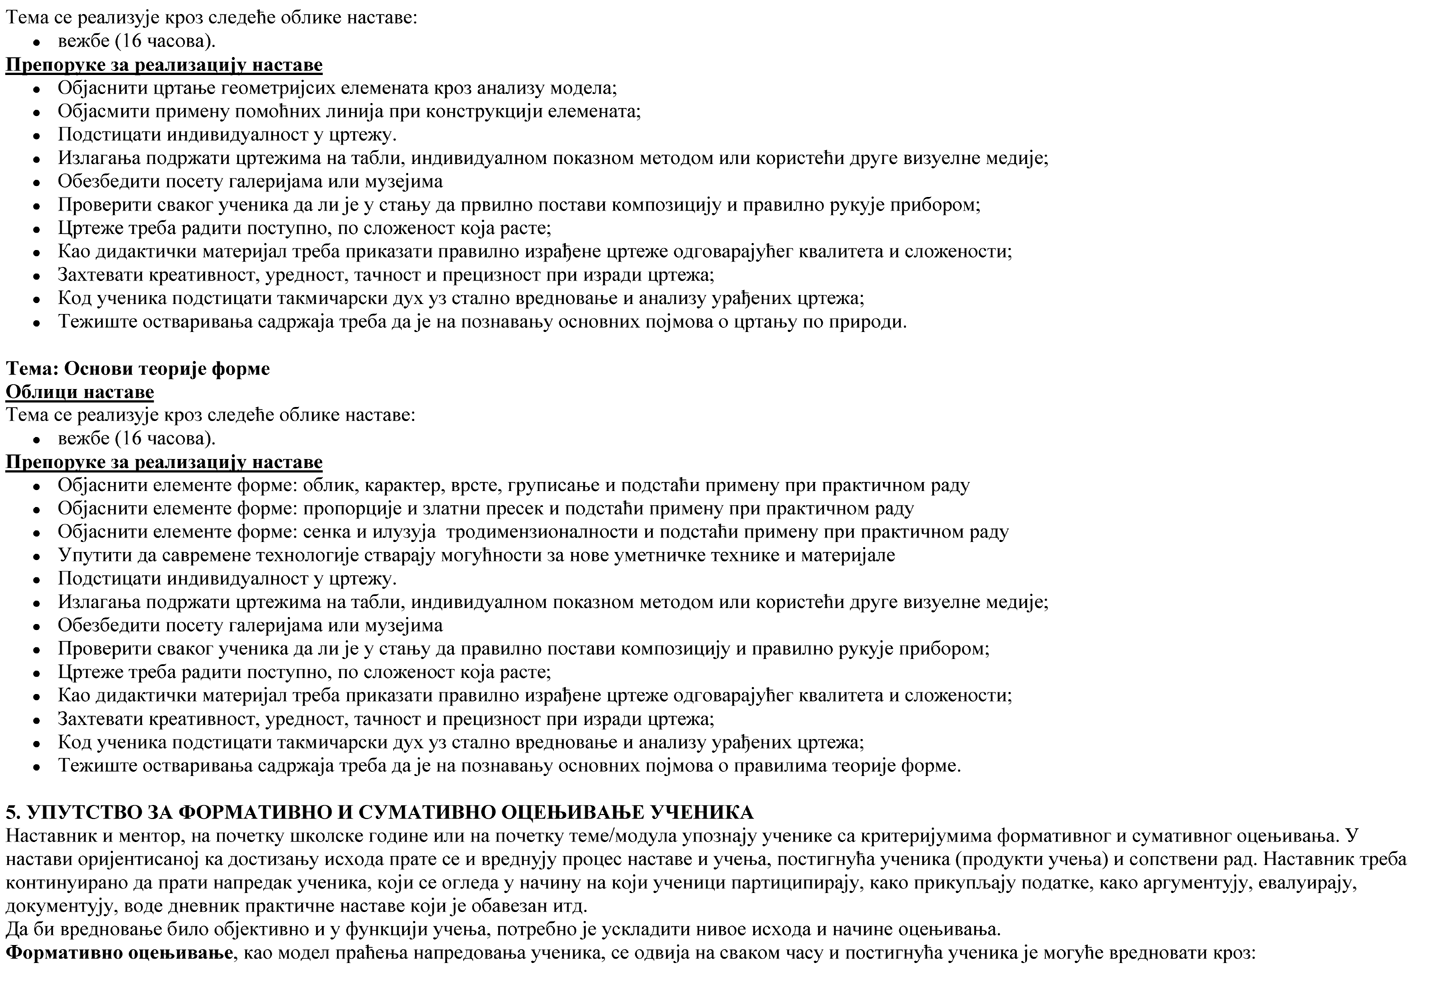 Тема се реализује кроз следеће облике наставе:
• вежбе (16 часова).
Препоруке за реализацију наставе
• Објаснити цртање геометријсих елемената кроз анализу модела;
• Објасмити примену помоћних линија при конструкцији елемената;
• Подстицати индивидуалност у цртежу.
• Излагања подржати цртежима на табли, индивидуалном показном методом или користећи друге визуелне медије;
• Обезбедити посету галеријама или музејима
• Проверити сваког ученика да ли је у стању да првилно постави композицију и правилно рукује прибором;
• Цртеже треба радити поступно, по сложеност која расте;
• Као дидактички материјал треба приказати правилно израђене цртеже одговарајућег квалитета и сложености;
• Захтевати креативност, уредност, тачност и прецизност при изради цртежа;
• Код ученика подстицати такмичарски дух уз стално вредновање и анализу урађених цртежа;
• Тежиште остваривања садржаја треба да је на познавању основних појмова о цртању по природи.
Тема: Основи теорије форме
Облици наставе
Тема се реализује кроз следеће облике наставе:
• вежбе (16 часова).
Препоруке за реализацију наставе
• Објаснити елементе форме: облик, карактер, врсте, груписање и подстаћи примену при практичном раду
• Објаснити елементе форме: пропорције и златни пресек и подстаћи примену при практичном раду
• Објаснити елементе форме: сенка и илузуја  тродимензионалности и подстаћи примену при практичном раду
• Упутити да савремене технологије стварају могућности за нове уметничке технике и материјале
• Подстицати индивидуалност у цртежу.
• Излагања подржати цртежима на табли, индивидуалном показном методом или користећи друге визуелне медије;
• Обезбедити посету галеријама или музејима
• Проверити сваког ученика да ли је у стању да правилно постави композицију и правилно рукује прибором;
• Цртеже треба радити поступно, по сложеност која расте;
• Као дидактички материјал треба приказати правилно израђене цртеже одговарајућег квалитета и сложености;
• Захтевати креативност, уредност, тачност и прецизност при изради цртежа;
• Код ученика подстицати такмичарски дух уз стално вредновање и анализу урађених цртежа;
• Тежиште остваривања садржаја треба да је на познавању основних појмова о правилима теорије форме.
5. УПУТСТВО ЗА ФОРМАТИВНО И СУМАТИВНО ОЦЕЊИВАЊЕ УЧЕНИКА
Наставник и ментор, на почетку школске године или на почетку теме/модула упознају ученике са критеријумима формативног и сумативног оцењивања. У
настави оријентисаној ка достизању исхода прате се и вреднују процес наставе и учења, постигнућа ученика (продукти учења) и сопствени рад. Наставник треба
континуирано да прати напредак ученика, који се огледа у начину на који ученици партиципирају, како прикупљају податке, како аргументују, евалуирају,
документују, воде дневник практичне наставе који је обавезан итд.
Да би вредновање било објективно и у функцији учења, потребно је ускладити нивое исхода и начине оцењивања.
Формативно оцењивање, као модел праћења напредовања ученика, се одвија на сваком часу и постигнућа ученика је могуће вредновати кроз: